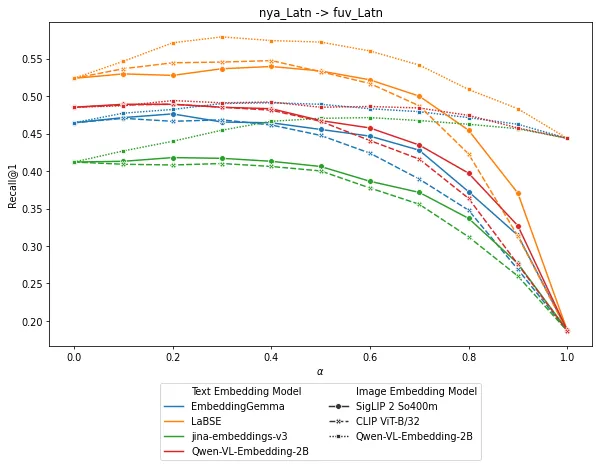 nya_Latn -> fuv_Latn
Recall@1
0.55
0.50
0.45
0.40
0.35
0.30
0.25
0.20
0.0 0.2 0.4 0.6 0.8 1.0
α
Text Embedding Model
EmbeddingGemma
LaBSE
jina-embeddings-v3
Qwen-VL-Embedding-2B
Image Embedding Model
SigLIP 2 So400m
CLIP ViT-B/32
Qwen-VL-Embedding-2B